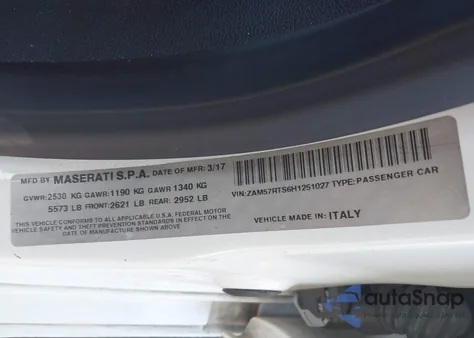 MFD BY MASERATI S.P.A. DATE OF MFR: 3/17
GVWR: 2530 KG GAWR: 1190 KG GAWR 1340 KG
5573 LB FRONT: 2621 LB REAR: 2952 LB
THIS VEHICLE CONFORMS TO ALL APPLICABLE U.S.A. FEDERAL MOTOR
VEHICLE SAFETY AND THEFT PREVENTION STANDARDS IN EFFECT ON THE
DATE OF MANUFACTURE SHOWN ABOVE.
VIN: ZAM57RTS6H1251027 TYPE: PASSENGER CAR
MADE IN: ITALY
autoSnap